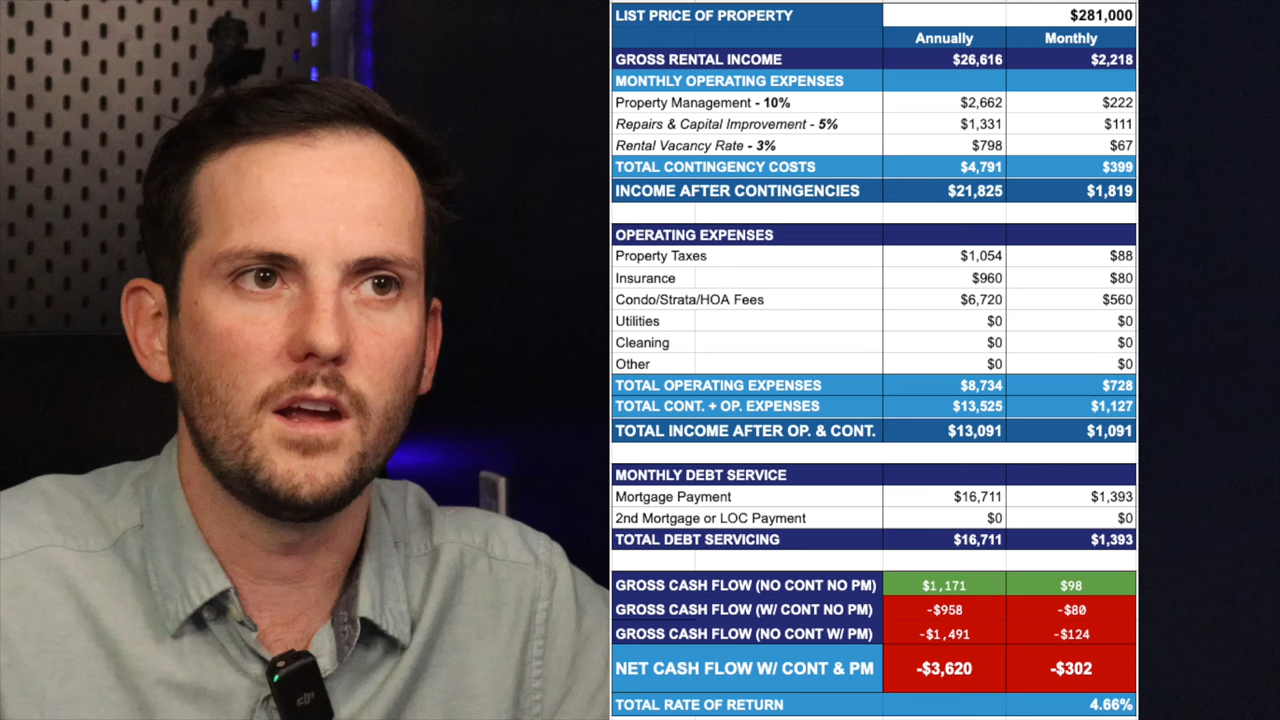 LIST PRICE OF PROPERTY $281,000
Annually Monthly
GROSS RENTAL INCOME $26,616 $2,218
MONTHLY OPERATING EXPENSES
Property Management - 10% $2,662 $222
Repairs & Capital Improvement - 5% $1,331 $111
Rental Vacancy Rate - 3% $798 $67
TOTAL CONTINGENCY COSTS $4,791 $399
INCOME AFTER CONTINGENCIES $21,825 $1,819
OPERATING EXPENSES
Property Taxes $1,054 $88
Insurance $960 $80
Condo/Strata/HOA Fees $6,720 $560
Utilities $0 $0
Cleaning $0 $0
Other $0 $0
TOTAL OPERATING EXPENSES $8,734 $728
TOTAL CONT. + OP. EXPENSES $13,525 $1,127
TOTAL INCOME AFTER OP. & CONT. $13,091 $1,091
MONTHLY DEBT SERVICE
Mortgage Payment $16,711 $1,393
2nd Mortgage or LOC Payment $0 $0
TOTAL DEBT SERVICING $16,711 $1,393
GROSS CASH FLOW (NO CONT NO PM) $1,171 $98
GROSS CASH FLOW (W/ CONT NO PM) -$958 -$80
GROSS CASH FLOW (NO CONT W/ PM) -$1,491 -$124
NET CASH FLOW W/ CONT & PM -$3,620 -$302
TOTAL RATE OF RETURN 4.66%
dji